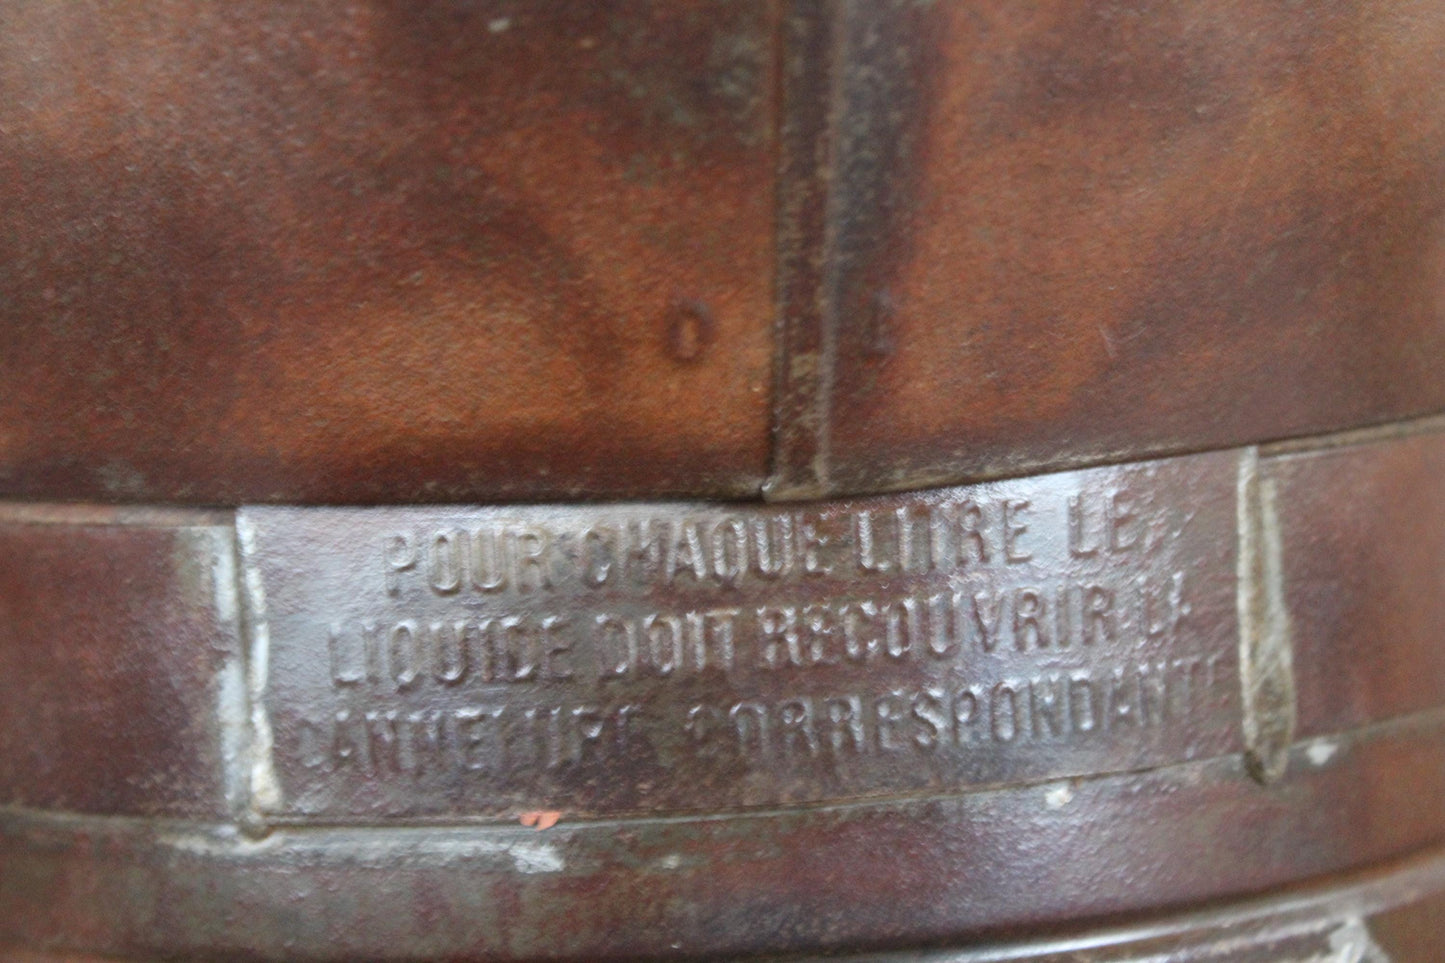 POUR CHAQUE LITRE LE
LIQUIDE DOIT RECOUVRIR LA
CANNELURE CORRESPONDANTE